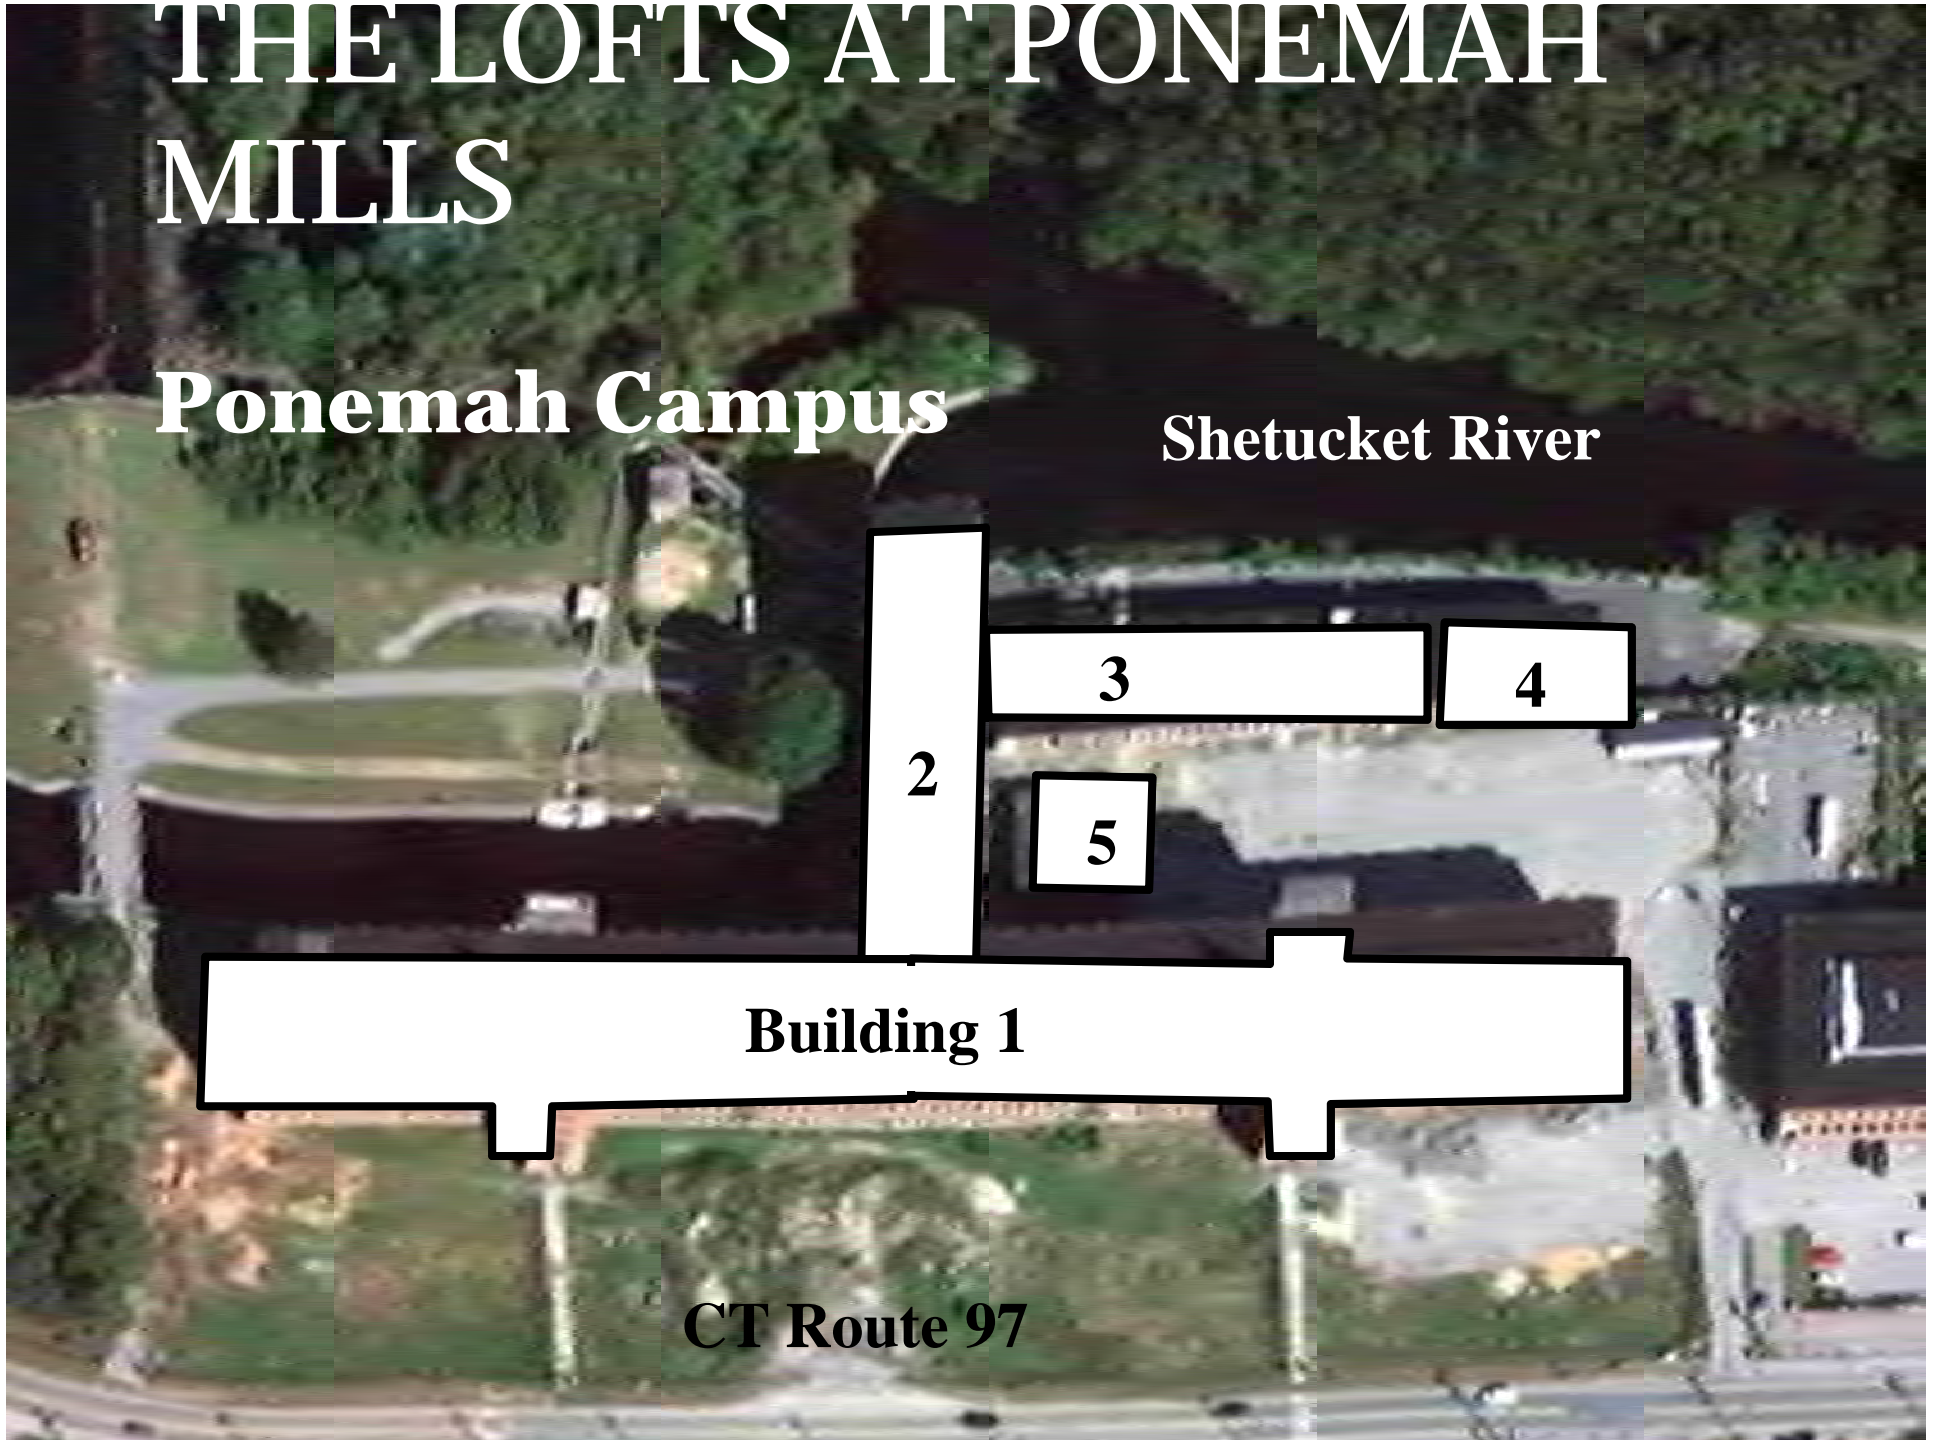 THE LOFTS AT PONEMAH
MILLS
Ponemah Campus
Shetucket River
3
4
2
5
Building 1
CT Route 97